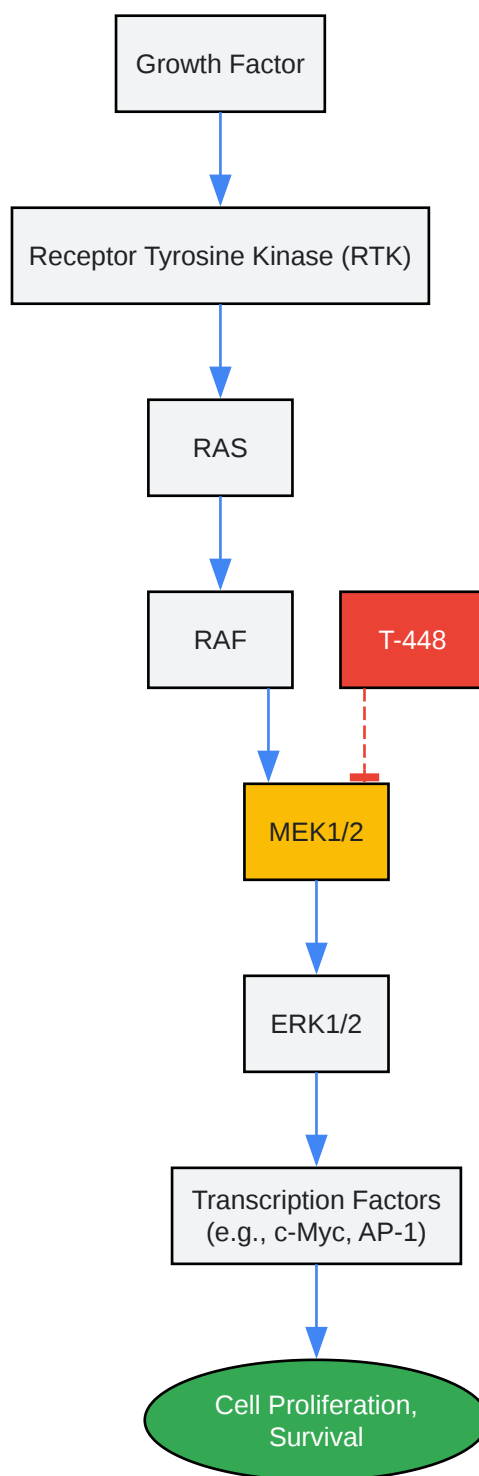 Growth Factor
Receptor Tyrosine Kinase (RTK)
RAS
RAF
T-448
MEK1/2
ERK1/2
Transcription Factors
(e.g., c-Myc, AP-1)
Cell Proliferation,
Survival